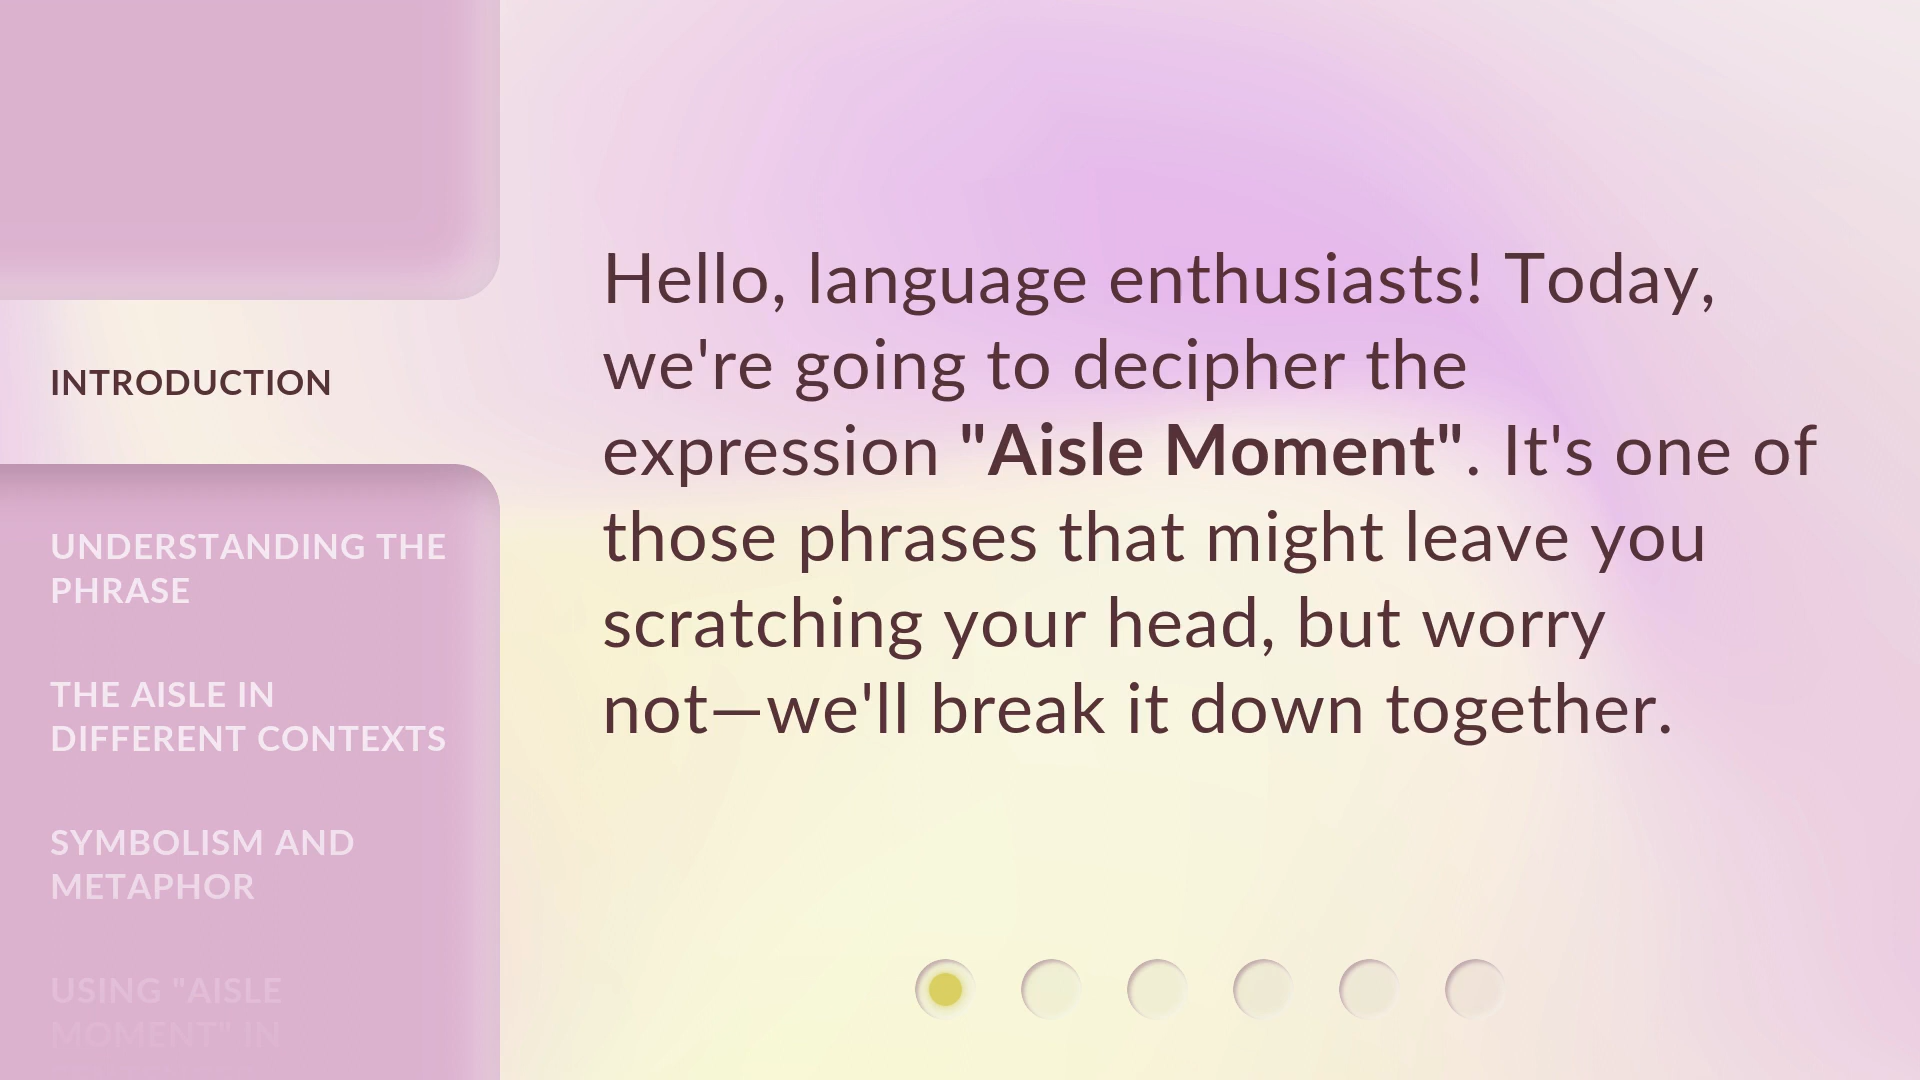 INTRODUCTION
UNDERSTANDING THE
PHRASE
THE AISLE IN
DIFFERENT CONTEXTS
SYMBOLISM AND
METAPHOR
USING "AISLE
MOMENT" IN
Hello, language enthusiasts! Today,
we're going to decipher the
expression "Aisle Moment". It's one of
those phrases that might leave you
scratching your head, but worry
not—we'll break it down together.